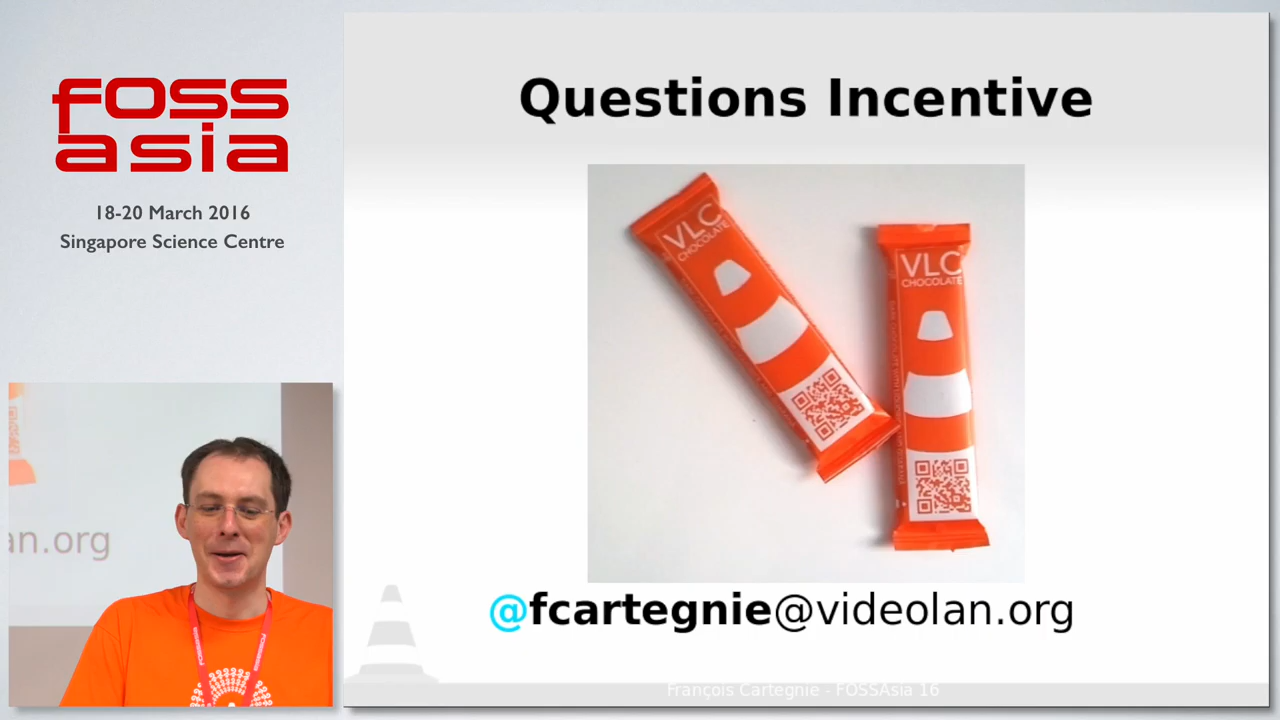 foss
asia
18-20 March 2016
Singapore Science Centre
an.org
Questions Incentive
VLC
CHOCOLATE
VLC
CHOCOLATE
@fcartegnie@videolan.org
François Cartegnie - FOSSAsia 16